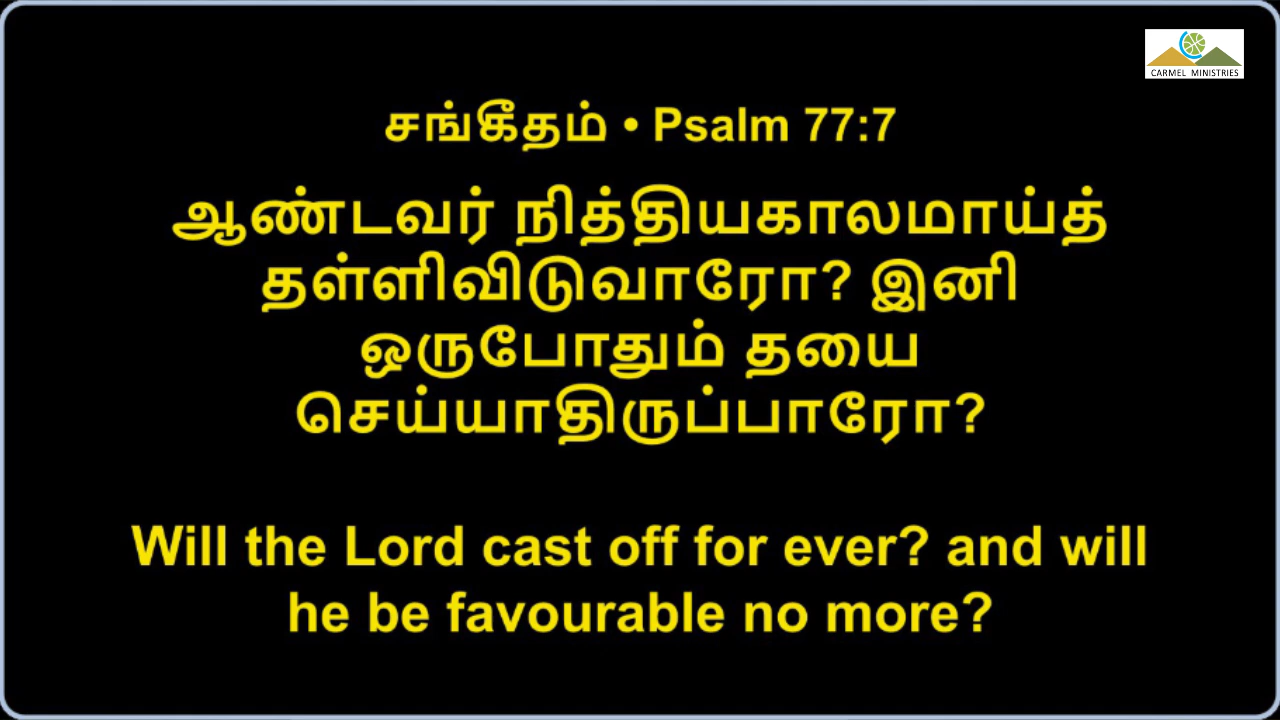 CARMEL MINISTRIES
சங்கீதம் • Psalm 77:7
ஆண்டவர் நித்தியகாலமாய்த்
தள்ளிவிடுவாரோ? இனி
ஒருபோதும் தயை
செய்யாதிருப்பாரோ?
Will the Lord cast off for ever? and will
he be favourable no more?